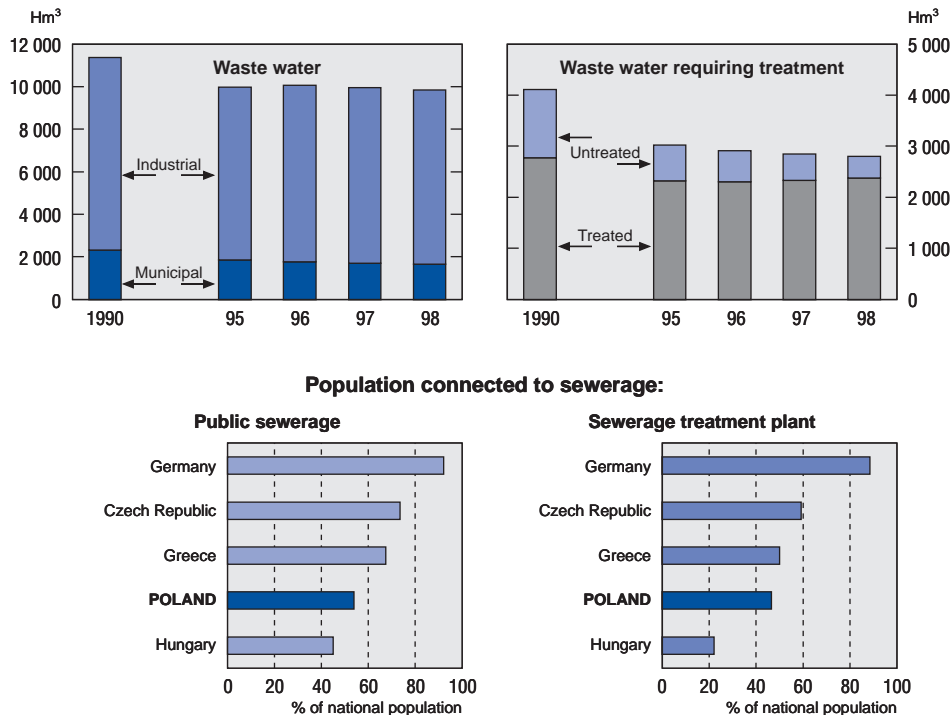 Hm³
12 000
10 000
8 000
6 000
4 000
2 000
0
Waste water
Industrial
Municipal
1990 95 96 97 98
Hm³
5 000
4 000
3 000
2 000
1 000
0
Waste water requiring treatment
Untreated
Treated
1990 95 96 97 98
Population connected to sewerage:
Public sewerage
Germany
Czech Republic
Greece
POLAND
Hungary
0 20 40 60 80 100
% of national population
Sewerage treatment plant
Germany
Czech Republic
Greece
POLAND
Hungary
0 20 40 60 80 100
% of national population